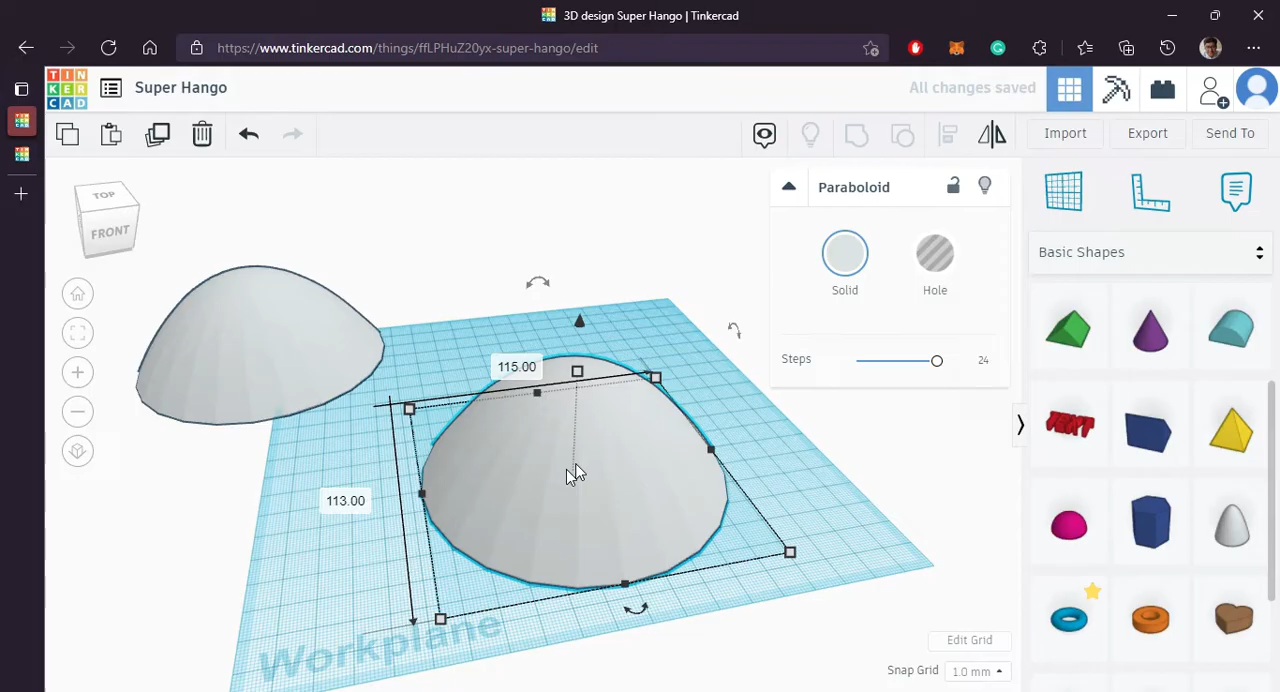 3D design Super Hango | Tinkercad
https://www.tinkercad.com/things/ffLPHuZ20yx-super-hango/edit
TIN
KER
CAD
Super Hango
All changes saved
Import
Export
Send To
TOP
FRONT
Paraboloid
Solid
Hole
Steps
24
Basic Shapes
TEXT
115.00
113.00
Workplane
Edit Grid
Snap Grid
1.0 mm